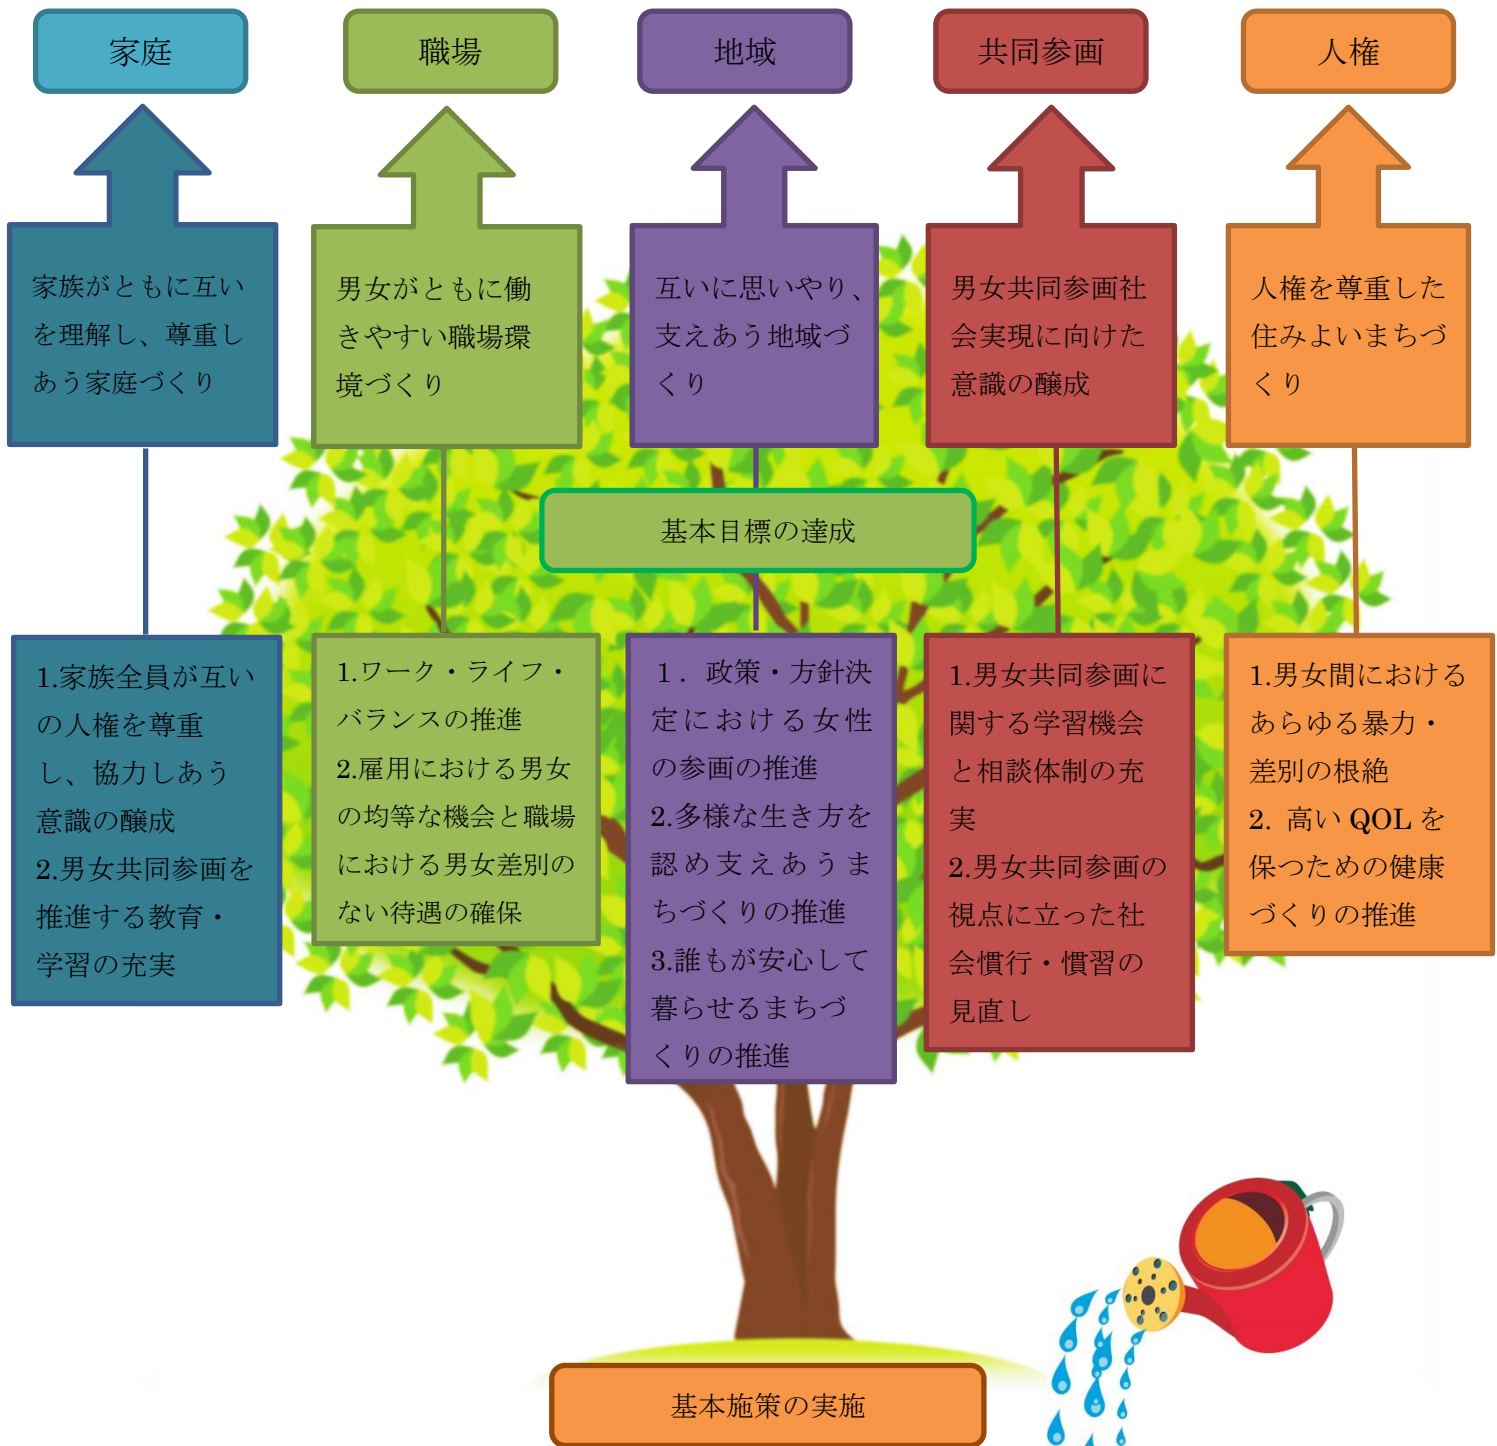 家庭
職場
地域
共同参画
人権
家族がともに互い
を理解し、尊重し
あう家庭づくり
男女がともに働
きやすい職場環
境づくり
互いに思いやり、
支えあう地域づ
くり
男女共同参画社
会実現に向けた
意識の醸成
人権を尊重した
住みよいまちづ
くり
基本目標の達成
1.家族全員が互い
の人権を尊重
し、協力しあう
意識の醸成
2.男女共同参画を
推進する教育・
学習の充実
1.ワーク・ライフ・
バランスの推進
2.雇用における男女
の均等な機会と職場
における男女差別の
ない待遇の確保
１．政策・方針決
定における女性
の参画の推進
2.多様な生き方を
認め支えあうま
ちづくりの推進
3.誰もが安心して
暮らせるまちづ
くりの推進
1.男女共同参画に
関する学習機会
と相談体制の充
実
2.男女共同参画の
視点に立った社
会慣行・慣習の
見直し
1.男女間における
あらゆる暴力・
差別の根絶
2. 高い QOL を
保つための健康
づくりの推進
基本施策の実施